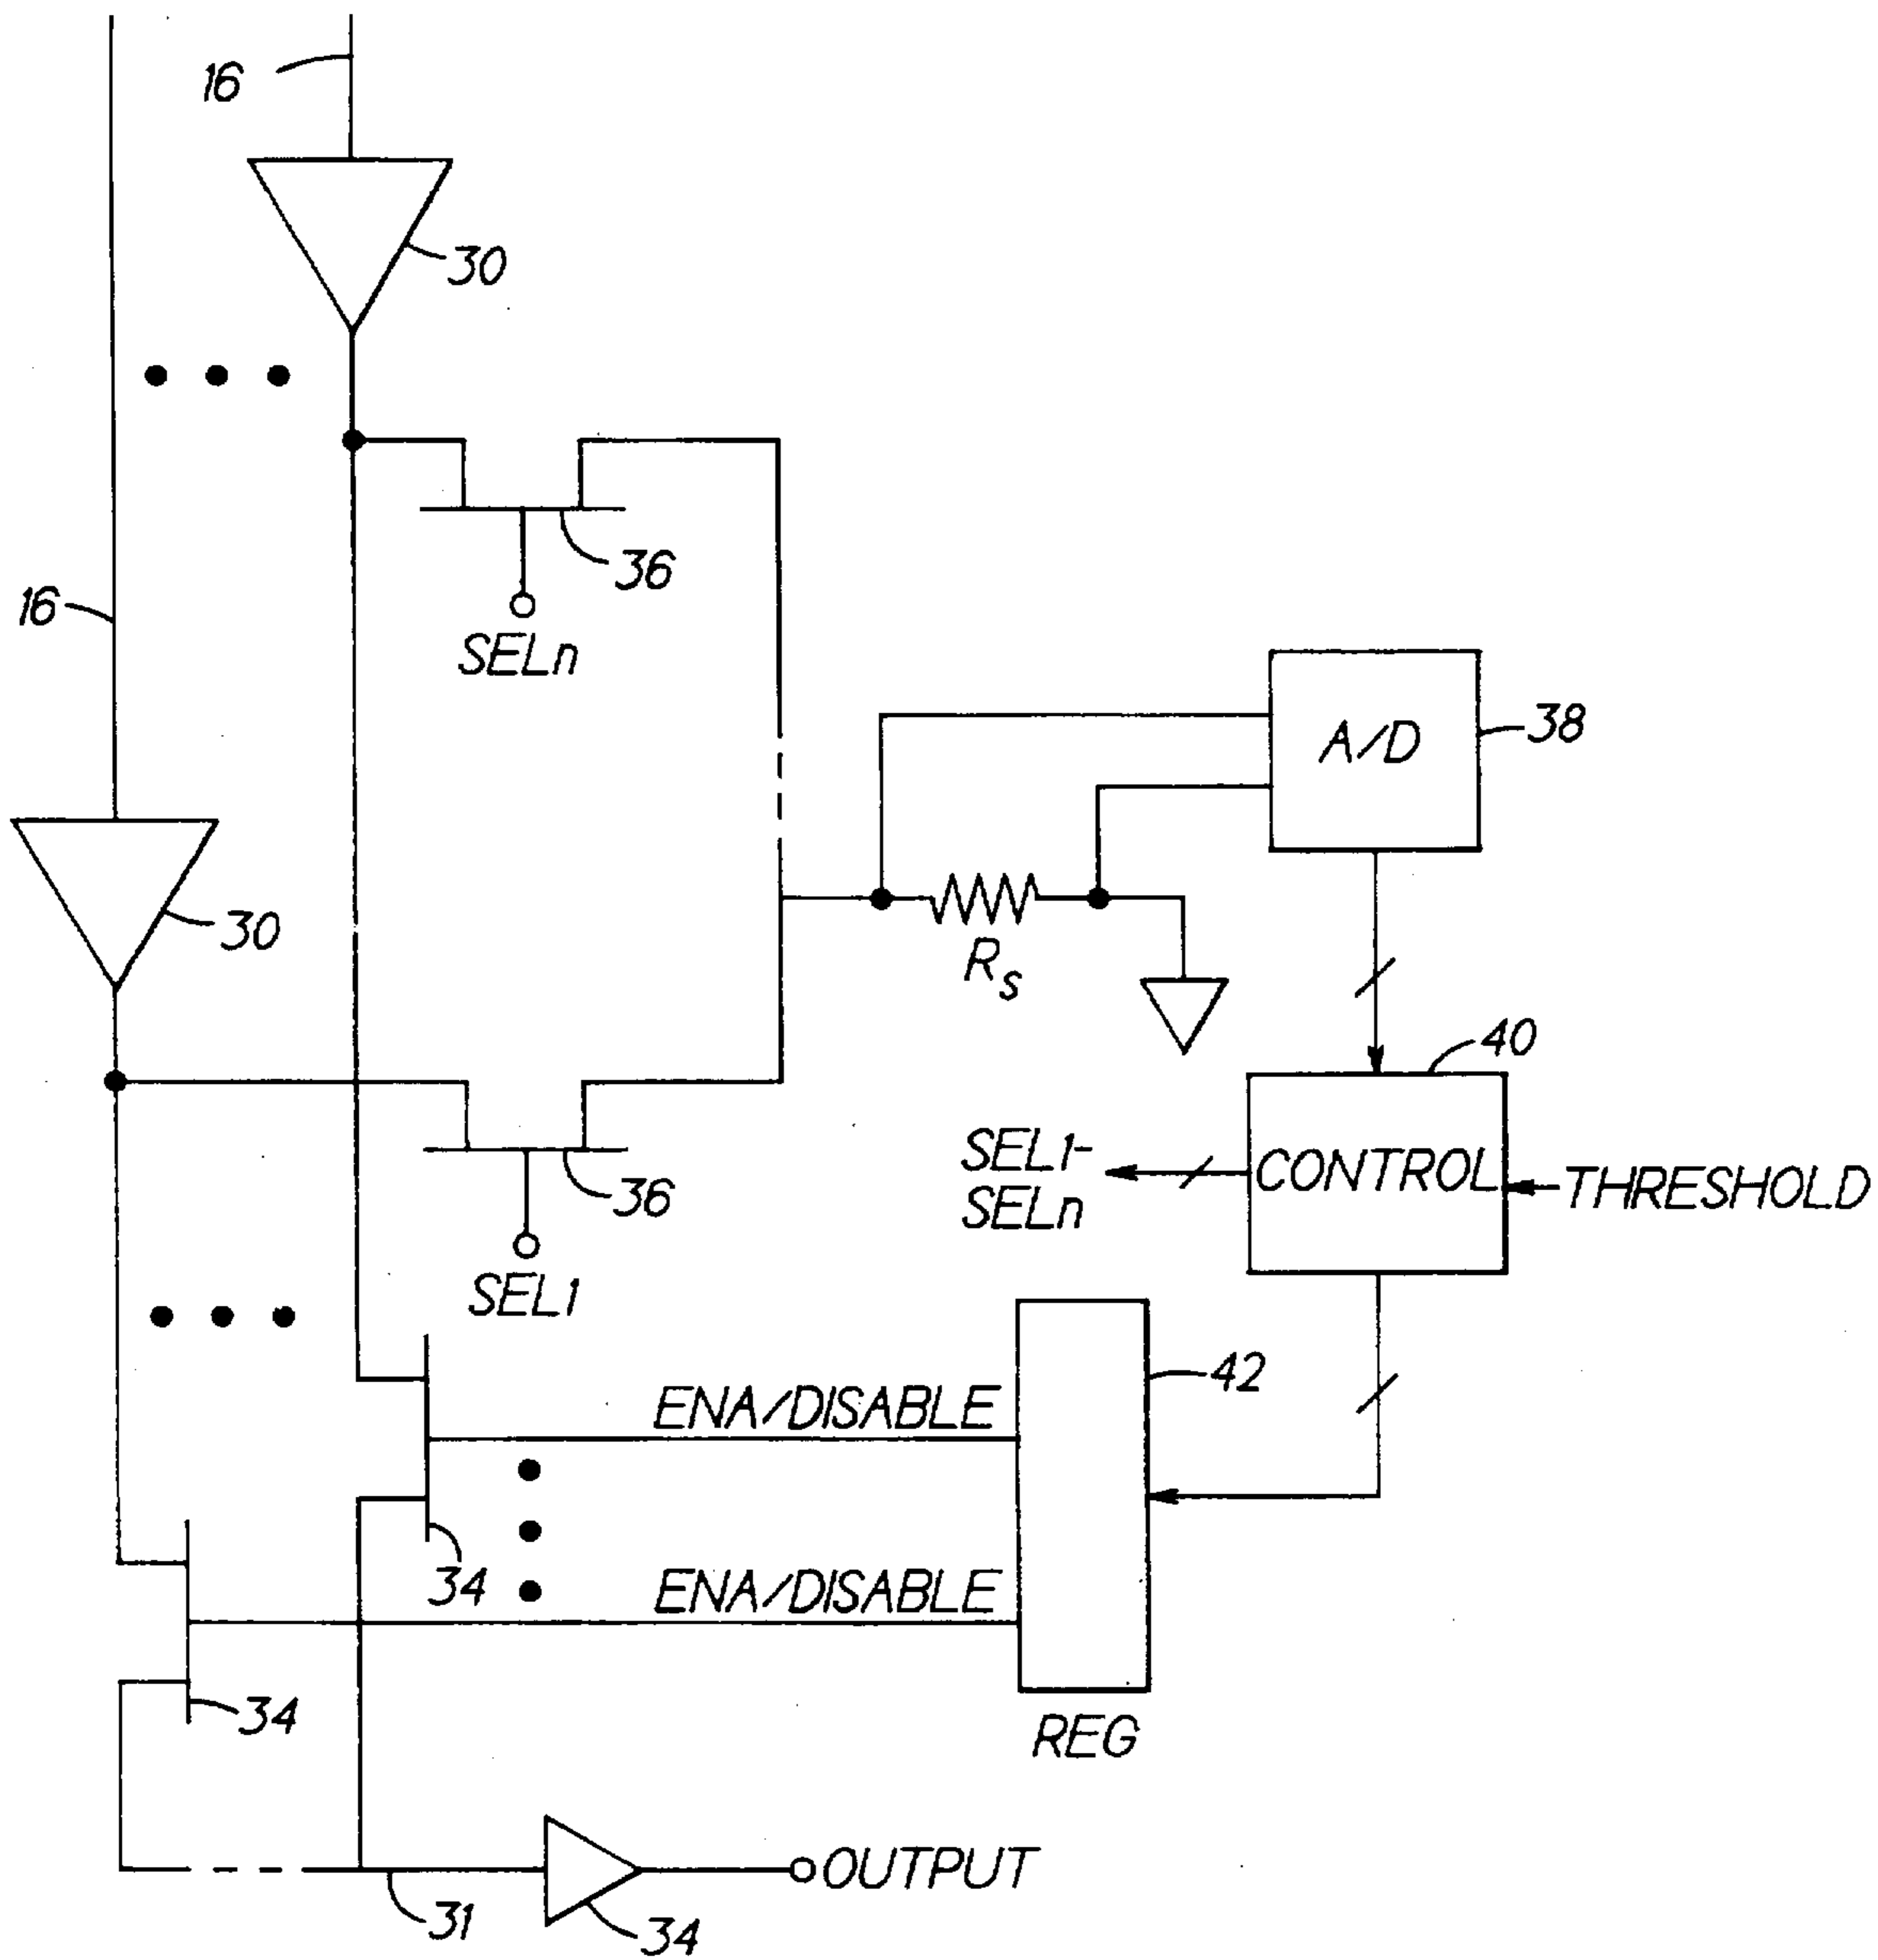 16
30
36
SELn
16
A/D
38
30
Rs
40
SEL1-
SELn
CONTROL
THRESHOLD
36
SEL1
42
ENA/DISABLE
34
ENA/DISABLE
34
REG
OUTPUT
31
34